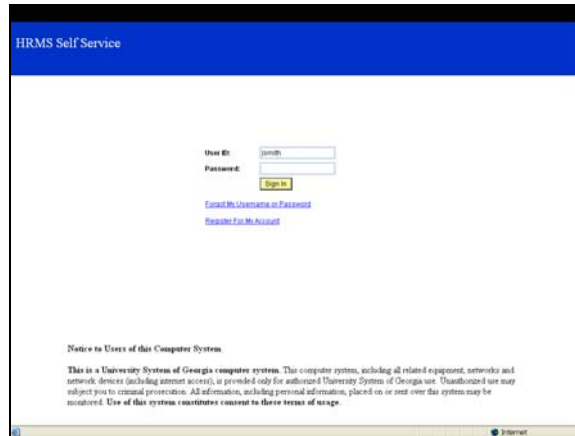 HRMS Self Service
User ID: jsmith
Password:
Sign In
Forgot My Username or Password
Register For My Account
Notice to Users of this Computer System
This is a University System of Georgia computer system. This computer system, including all related equipment, networks and
network devices (including internet access), is provided only for authorized University System of Georgia use. Unauthorized use may
subject you to criminal prosecution. All information, including personal information, placed on or sent over this system may be
monitored. Use of this system constitutes consent to these terms of usage.
Internet